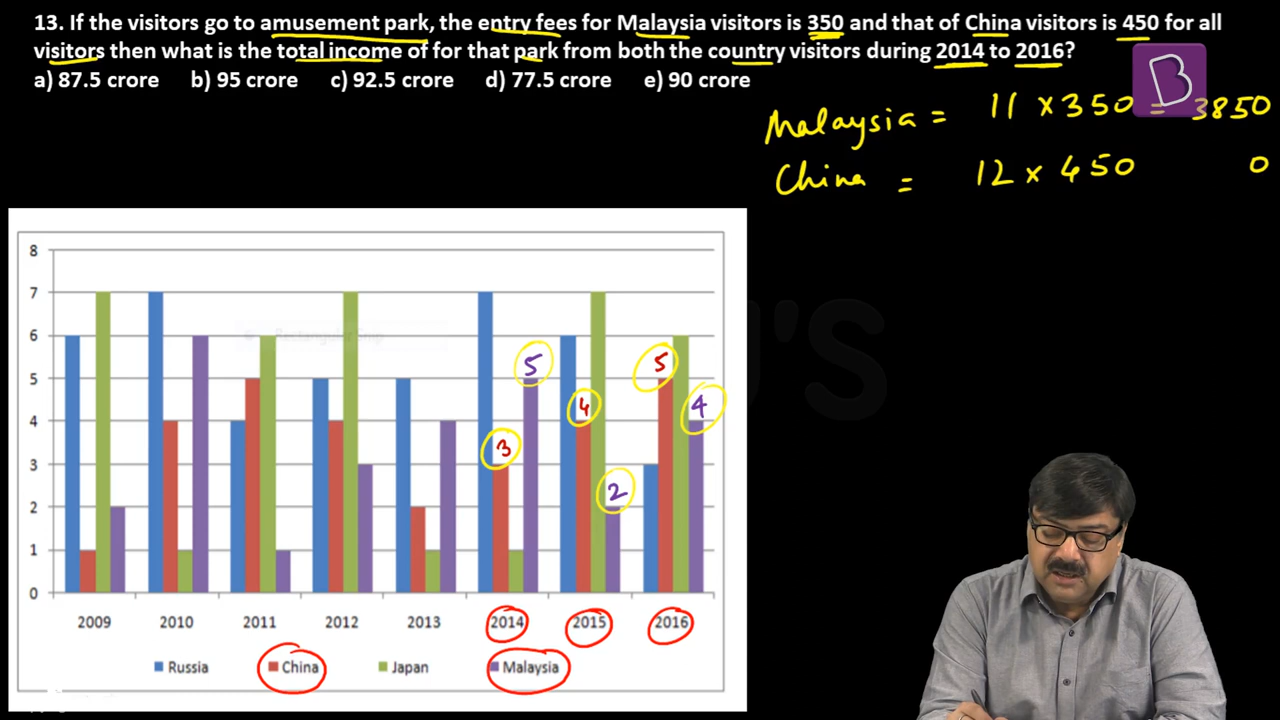 13. If the visitors go to amusement park, the entry fees for Malaysia visitors is 350 and that of China visitors is 450 for all
visitors then what is the total income of for that park from both the country visitors during 2014 to 2016?
a) 87.5 crore b) 95 crore c) 92.5 crore d) 77.5 crore e) 90 crore
B
Malaysia = 11 x 350 = 3850
China = 12 x 450 0
8
7
6
5
4
3
2
1
0
5
5
4
4
3
2
2009 2010 2011 2012 2013 2014 2015 2016
Russia China Japan Malaysia